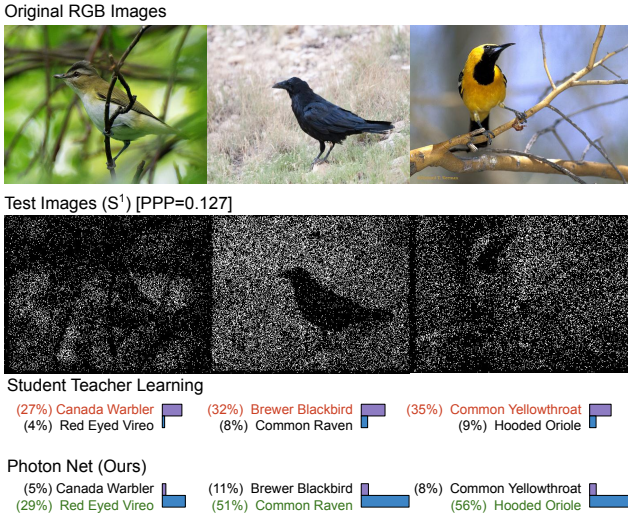 Original RGB Images
Test Images (S¹) [PPP=0.127]
Student Teacher Learning
(27%) Canada Warbler (32%) Brewer Blackbird (35%) Common Yellowthroat
(4%) Red Eyed Vireo (8%) Common Raven (9%) Hooded Oriole
Photon Net (Ours)
(5%) Canada Warbler (11%) Brewer Blackbird (8%) Common Yellowthroat
(29%) Red Eyed Vireo (51%) Common Raven (56%) Hooded Oriole